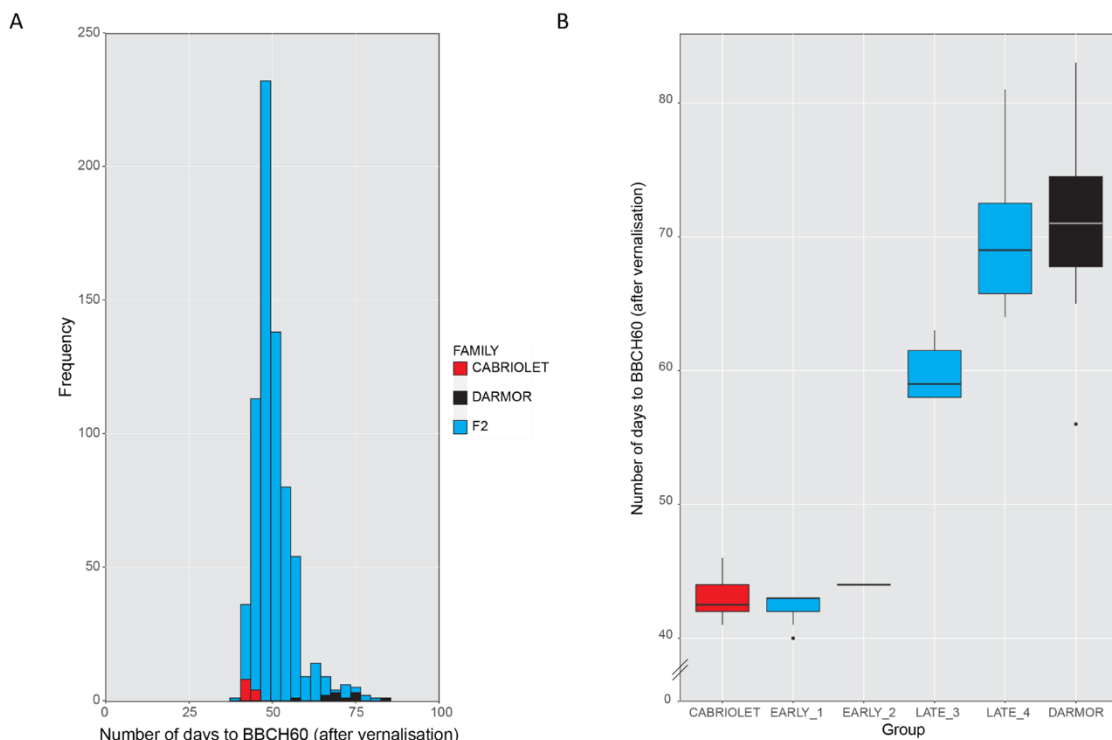 A
250
200
150
100
50
0
Frequency
0 25 50 75 100
Number of days to BBCH60 (after vernalisation)
FAMILY
CABRIOLET
DARMOR
F2
B
Number of days to BBCH60 (after vernalisation)
80
70
60
50
40
0
CABRIOLET EARLY_1 EARLY_2 LATE_3 LATE_4 DARMOR
Group